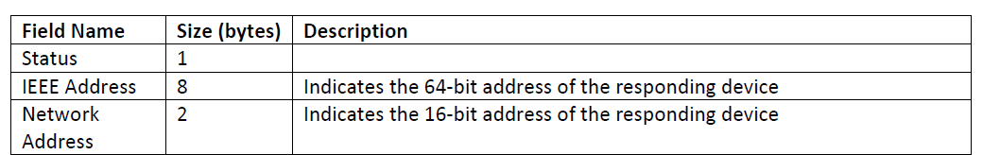 Field Name Size (bytes) Description
Status 1
IEEE Address 8 Indicates the 64-bit address of the responding device
Network 2 Indicates the 16-bit address of the responding device
Address